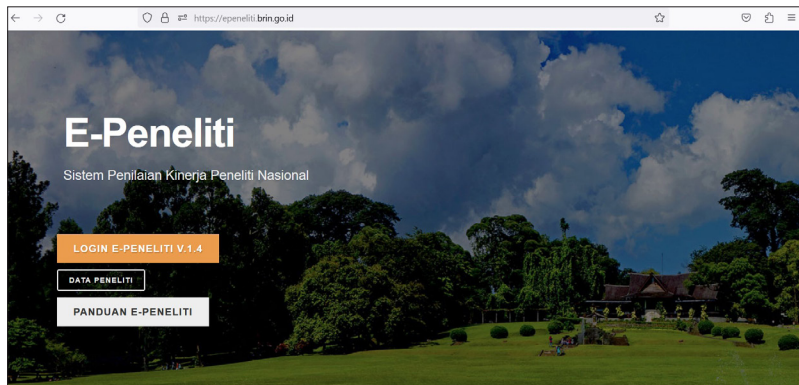 https://epeneliti.brin.go.id
E-Peneliti
Sistem Penilaian Kinerja Peneliti Nasional
LOGIN E-PENELITI V.1.4
DATA PENELITI
PANDUAN E-PENELITI